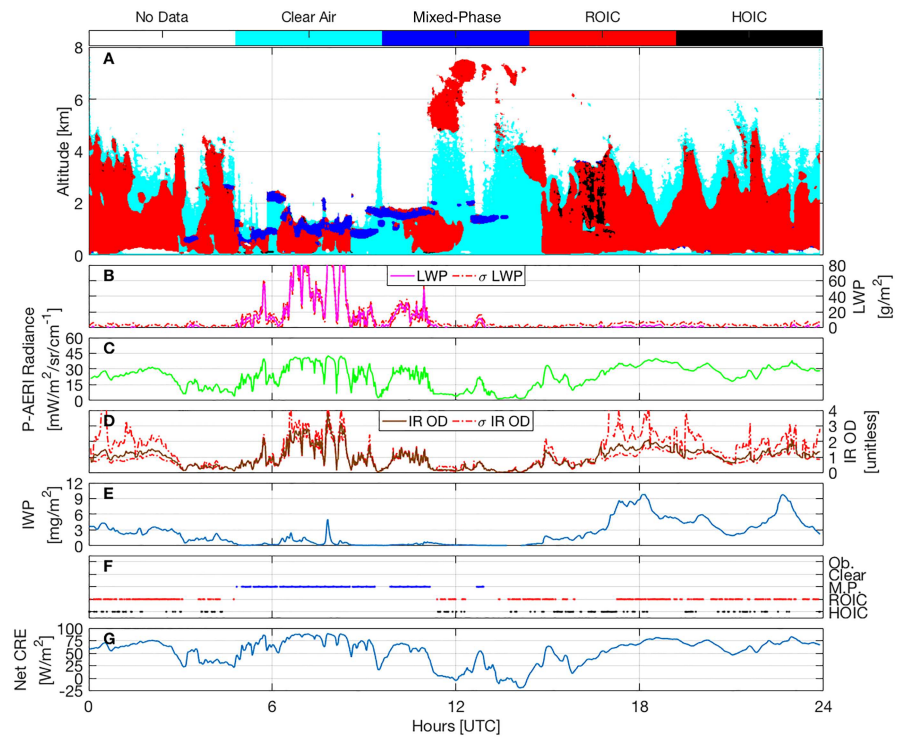 No Data Clear Air Mixed-Phase ROIC HOIC
A
8
6
4
2
0
Altitude [km]
B
LWP σ LWP
80
60
40
20
0
LWP
[g/m²]
C
60
45
30
15
0
P-AERI Radiance
[mW/m²/sr/cm⁻¹]
D
IR OD σ IR OD
4
3
2
1
0
IR OD
[unitless]
E
12
9
6
3
0
IWP
[mg/m²]
F
Ob.
Clear
M.P.
ROIC
HOIC
G
100
75
50
25
0
-25
Net CRE
[W/m²]
0 6 12 18 24
Hours [UTC]